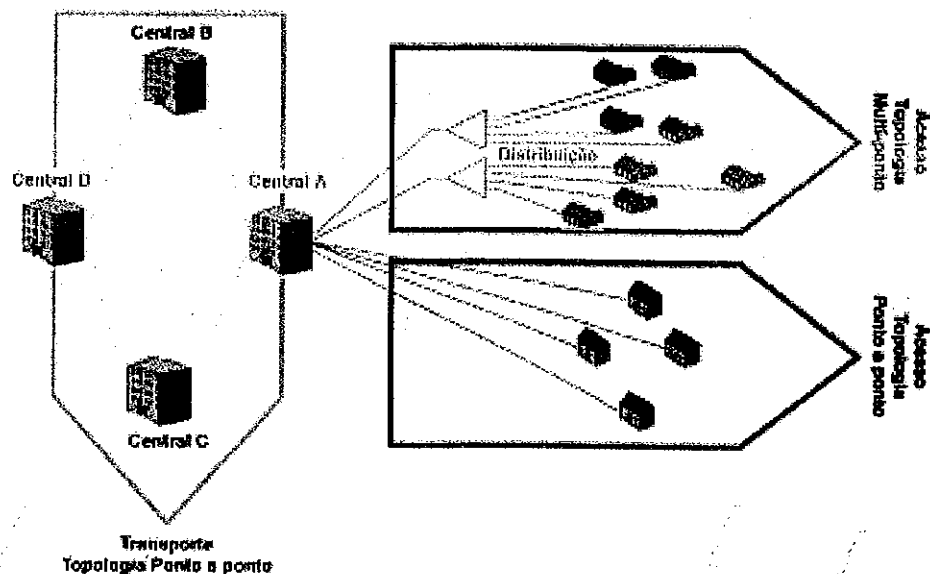 Central B
Central D
Central A
Central C
Distribuição
Acesso
Topologia
Multi-ponto
Acesso
Topologia
Ponto a ponto
Transporte
Topologia Ponto a ponto